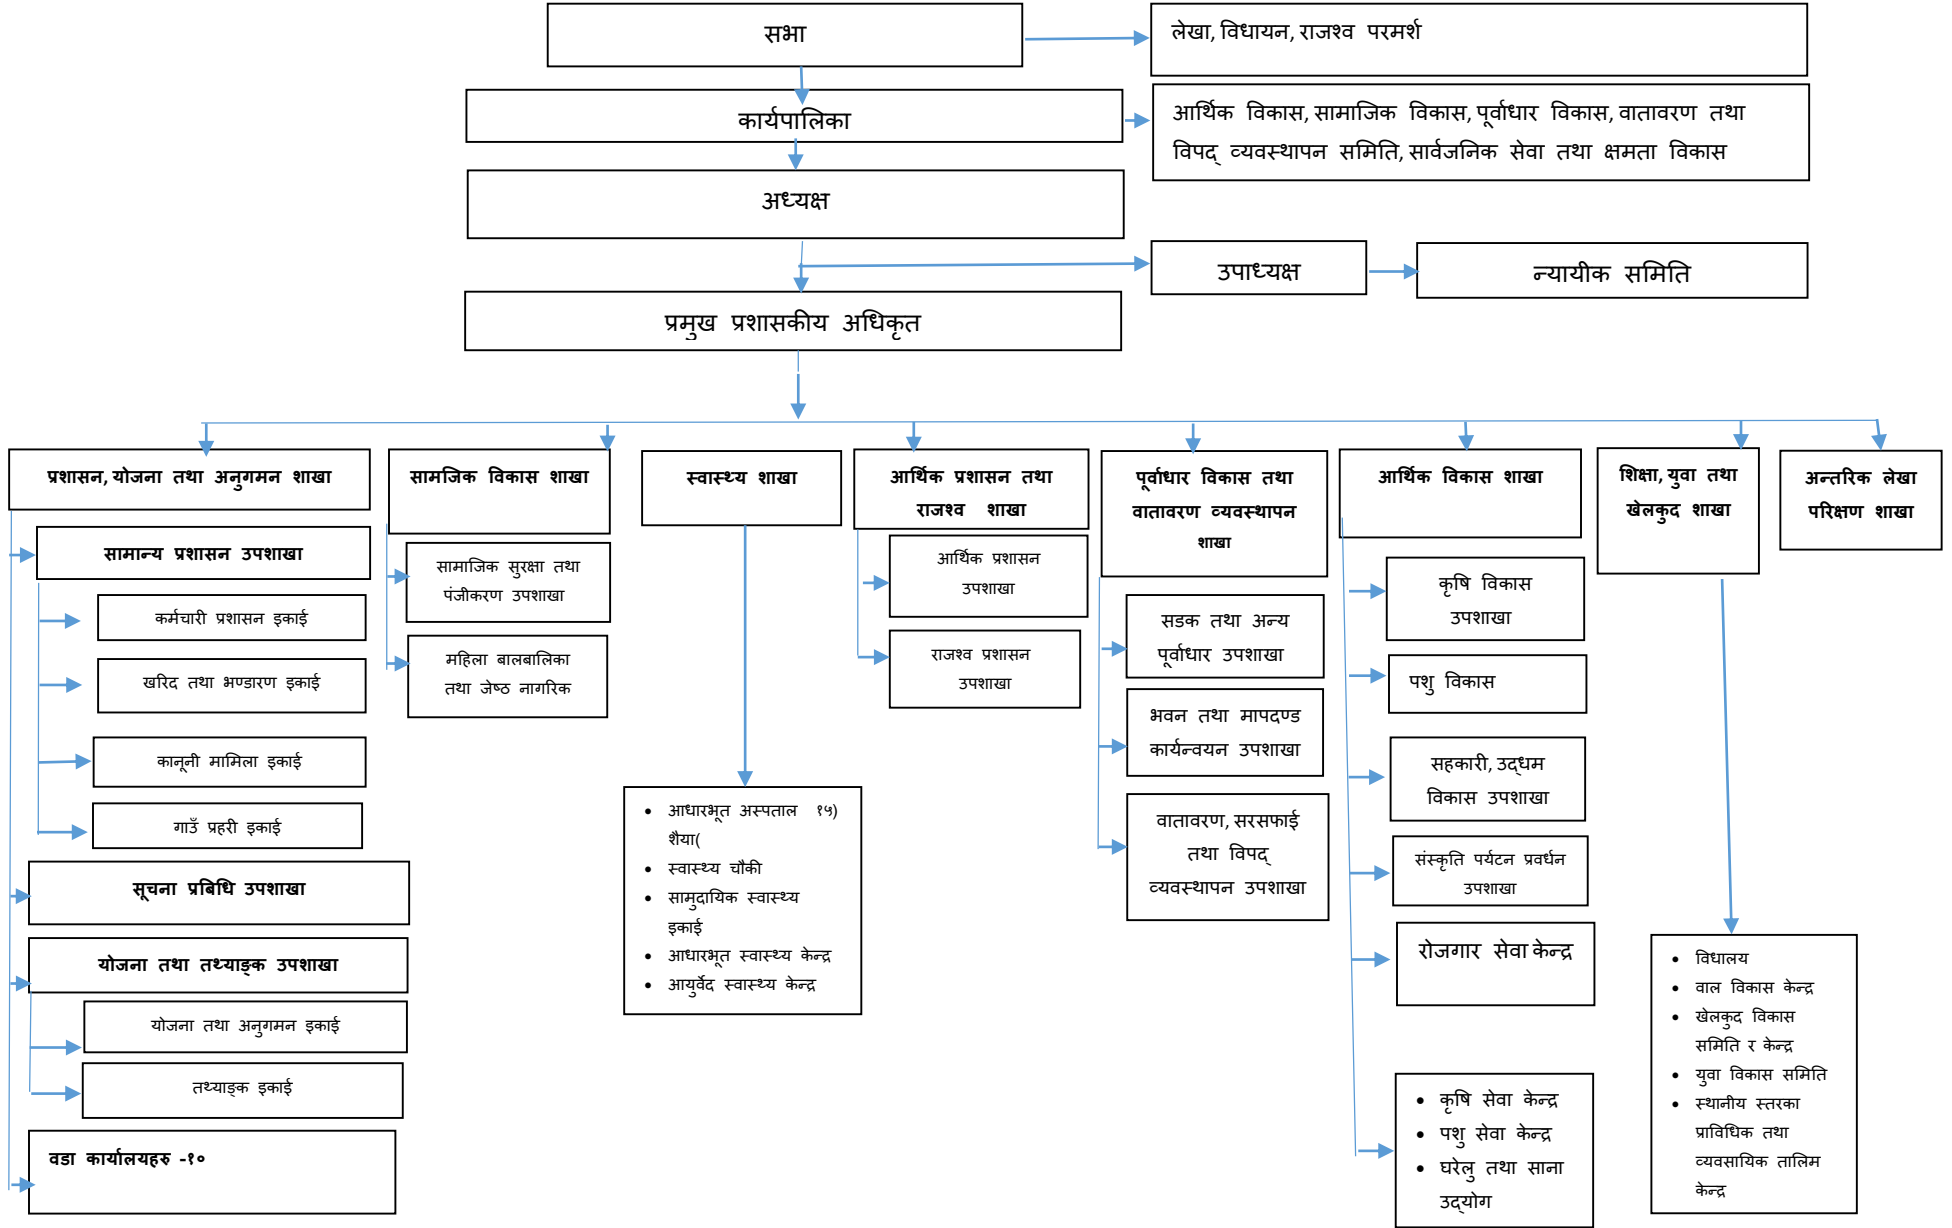 सभा
लेखा, विधायन, राजश्व परमर्श
कार्यपालिका
आर्थिक विकास, सामाजिक विकास, पूर्वाधार विकास, वातावरण तथा
विपद् व्यवस्थापन समिति, सार्वजनिक सेवा तथा क्षमता विकास
अध्यक्ष
उपाध्यक्ष
न्यायीक समिति
प्रमुख प्रशासकीय अधिकृत
प्रशासन, योजना तथा अनुगमन शाखा
सामान्य प्रशासन उपशाखा
कर्मचारी प्रशासन इकाई
खरिद तथा भण्डारण इकाई
कानूनी मामिला इकाई
गाउँ प्रहरी इकाई
सूचना प्रबिधि उपशाखा
योजना तथा तथ्याङ्क उपशाखा
योजना तथा अनुगमन इकाई
तथ्याङ्क इकाई
वडा कार्यालयहरु -१०
सामजिक विकास शाखा
सामाजिक सुरक्षा तथा
पंजीकरण उपशाखा
महिला बालबालिका
तथा जेष्ठ नागरिक
स्वास्थ्य शाखा
• आधारभूत अस्पताल १५)
शैया(
• स्वास्थ्य चौकी
• सामुदायिक स्वास्थ्य
इकाई
• आधारभूत स्वास्थ्य केन्द्र
• आयुर्वेद स्वास्थ्य केन्द्र
आर्थिक प्रशासन तथा
राजश्व शाखा
आर्थिक प्रशासन
उपशाखा
राजश्व प्रशासन
उपशाखा
पूर्वाधार विकास तथा
वातावरण व्यवस्थापन
शाखा
सडक तथा अन्य
पूर्वाधार उपशाखा
भवन तथा मापदण्ड
कार्यन्वयन उपशाखा
वातावरण, सरसफाई
तथा विपद्
व्यवस्थापन उपशाखा
आर्थिक विकास शाखा
कृषि विकास
उपशाखा
पशु विकास
सहकारी, उद्धम
विकास उपशाखा
संस्कृति पर्यटन प्रवर्धन
उपशाखा
रोजगार सेवा केन्द्र
• कृषि सेवा केन्द्र
• पशु सेवा केन्द्र
• घरेलु तथा साना
उद्योग
शिक्षा, युवा तथा
खेलकुद शाखा
• विधालय
• वाल विकास केन्द्र
• खेलकुद विकास
समिति र केन्द्र
• युवा विकास समिति
• स्थानीय स्तरका
प्राविधिक तथा
व्यवसायिक तालिम
केन्द्र
अन्तरिक लेखा
परिक्षण शाखा